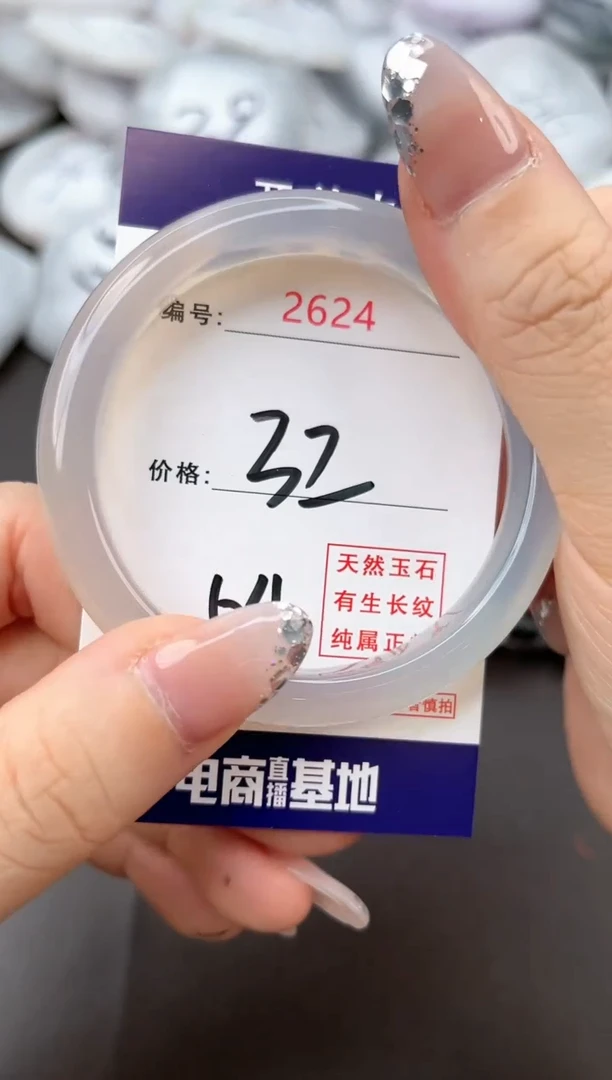 编号: 2624
价格: 32
天然玉石
有生长纹
纯属正
慎拍
电商直播基地